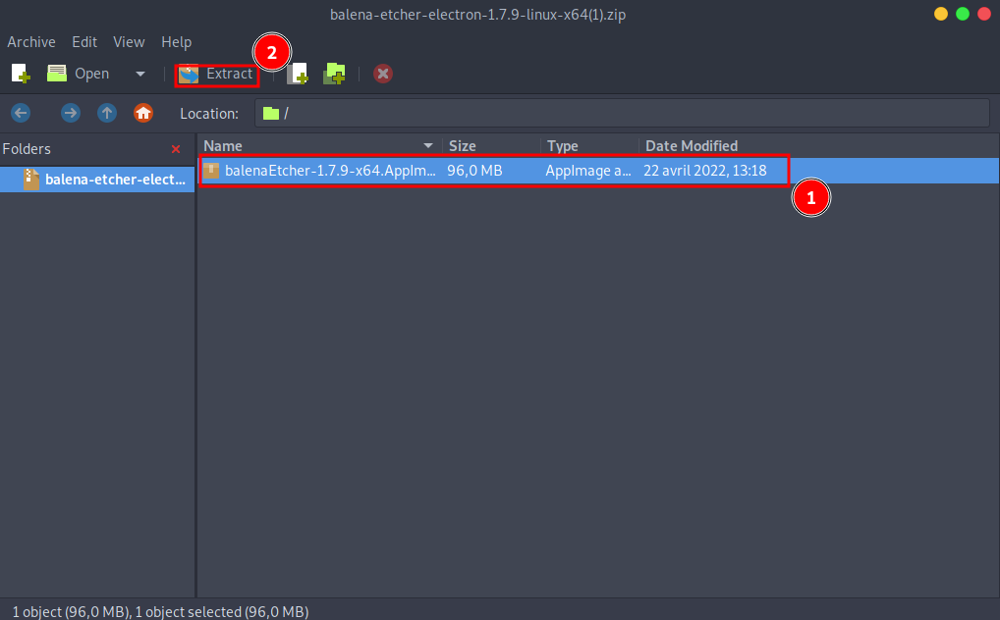 balena-etcher-electron-1.7.9-linux-x64(1).zip
Archive Edit View Help
2
Open Extract
Location: /
Folders
Name Size Type Date Modified
balena-etcher-elect...
balenaEtcher-1.7.9-x64.AppIm... 96,0 MB AppImage a... 22 avril 2022, 13:18
1
1 object (96,0 MB), 1 object selected (96,0 MB)